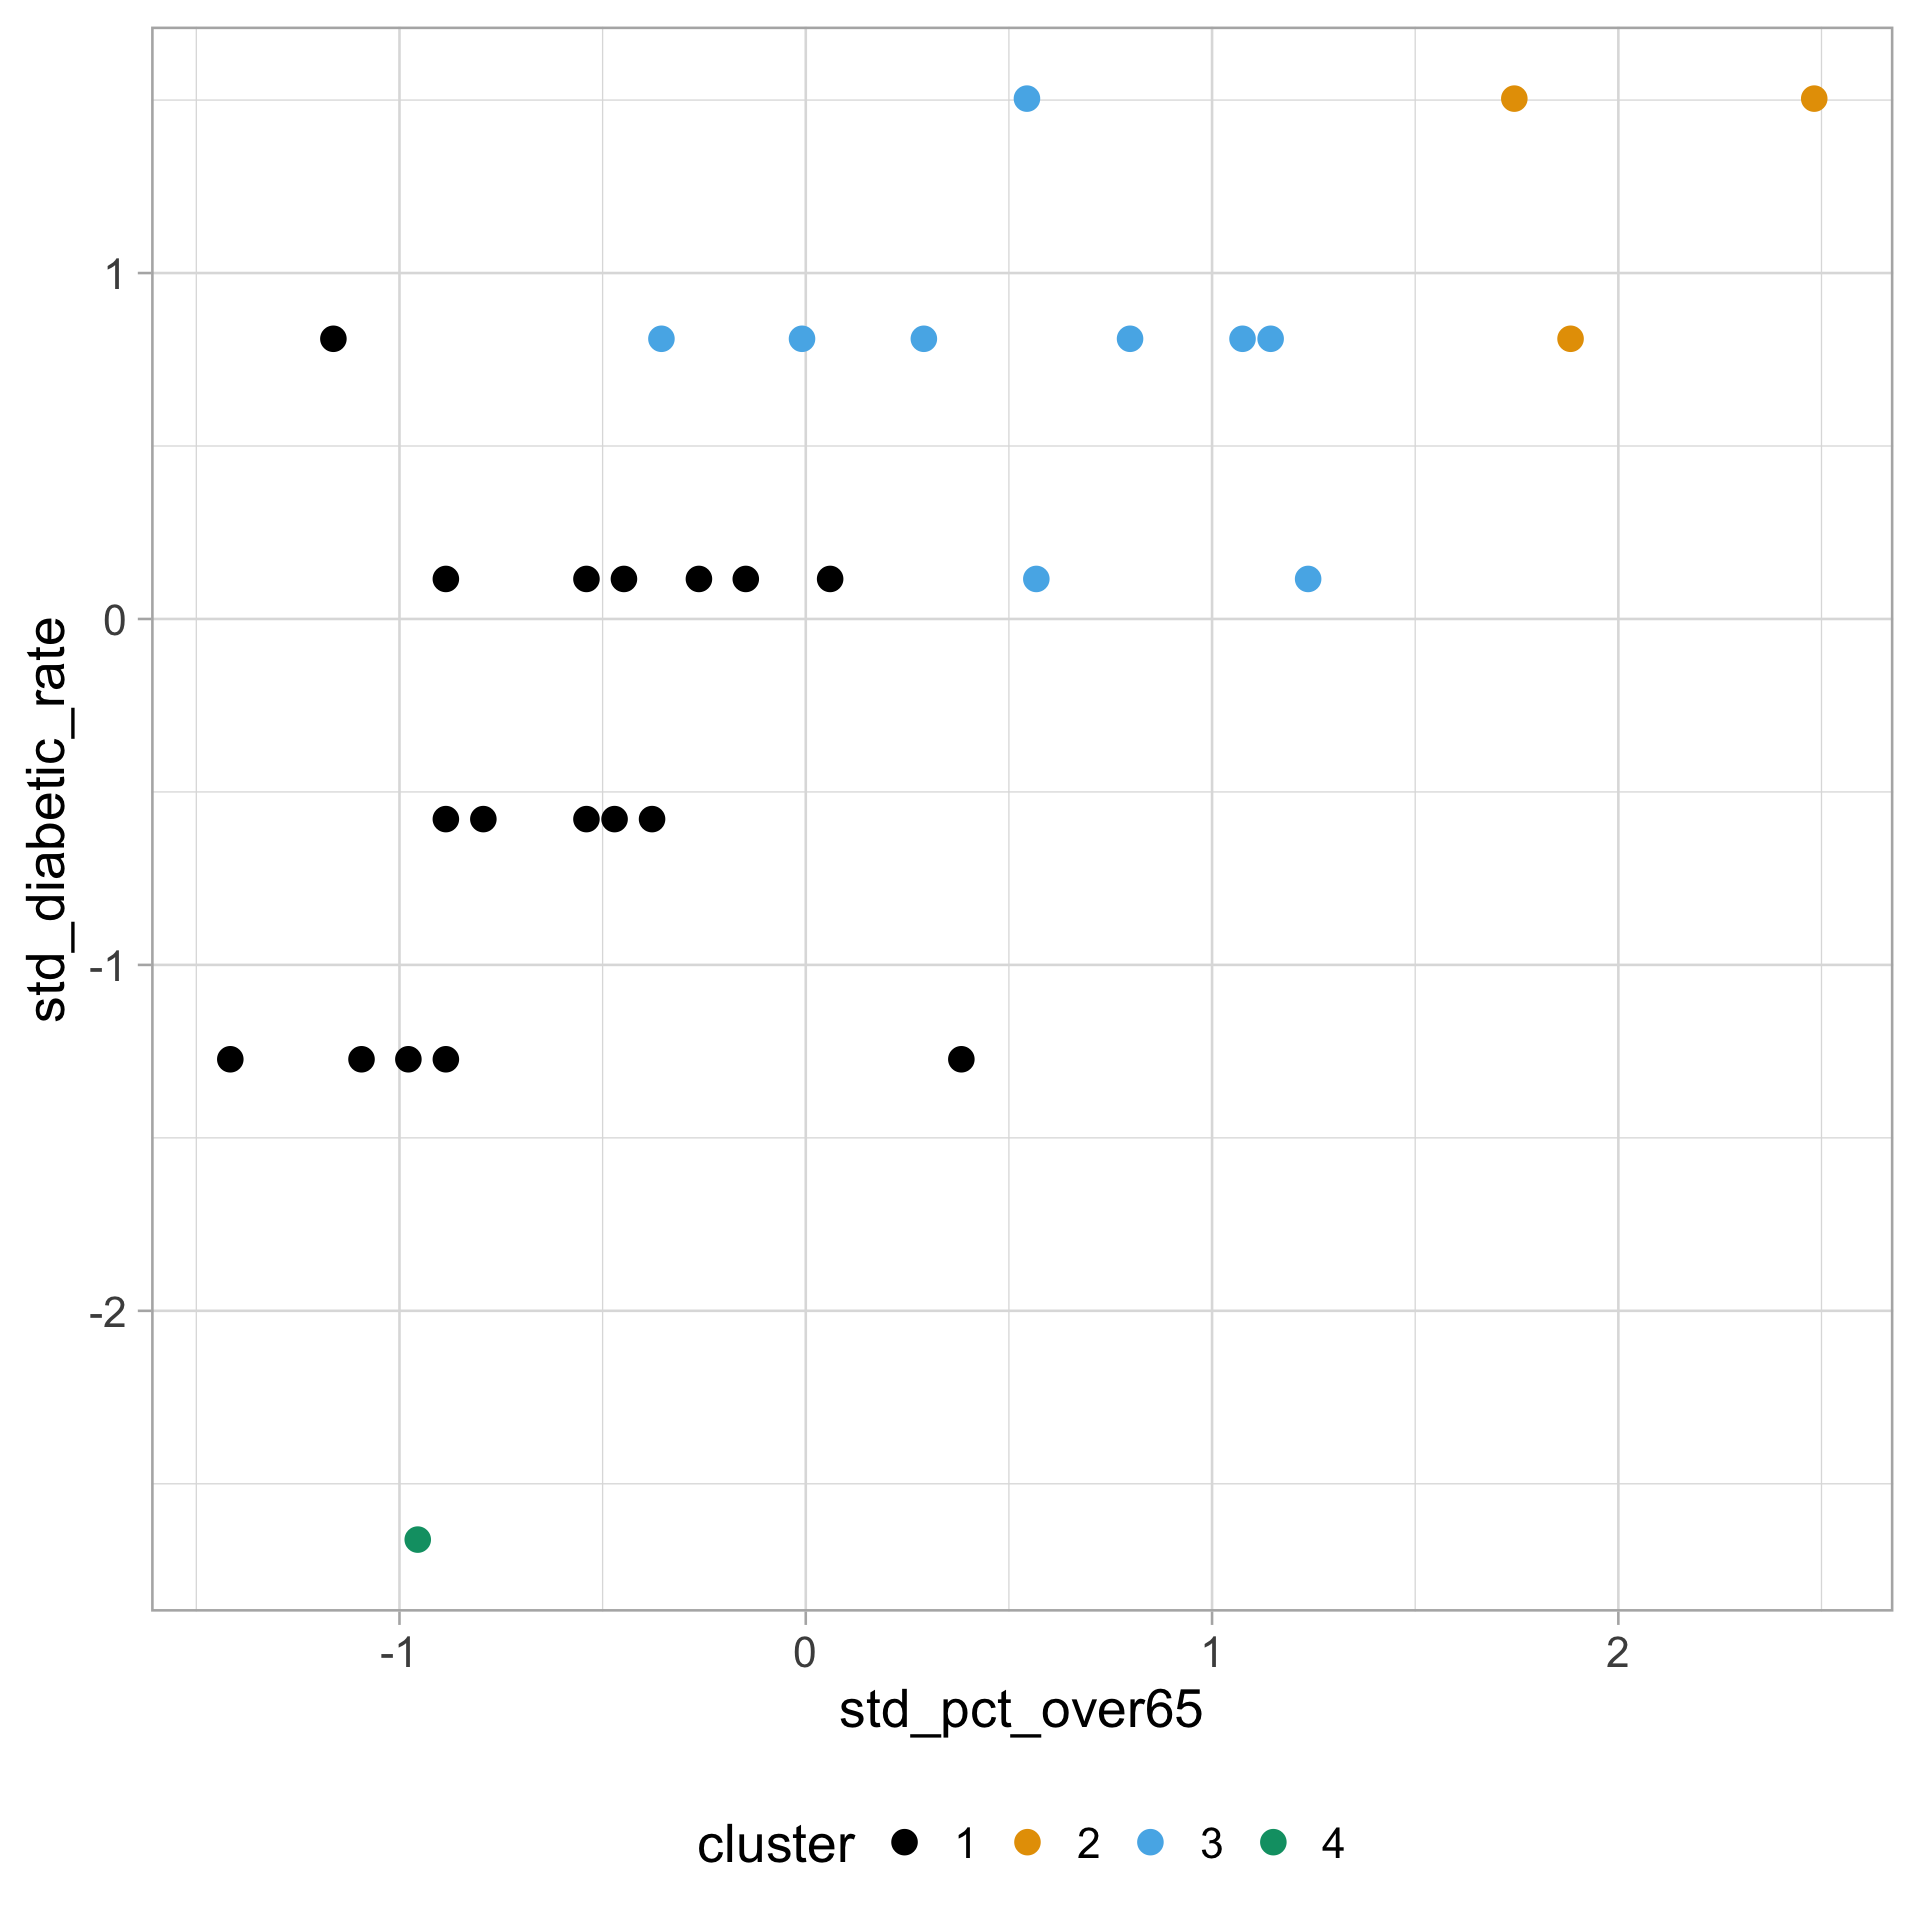 1
0
-1
-2
std_diabetic_rate
-1 0 1 2
std_pct_over65
cluster 1 2 3 4